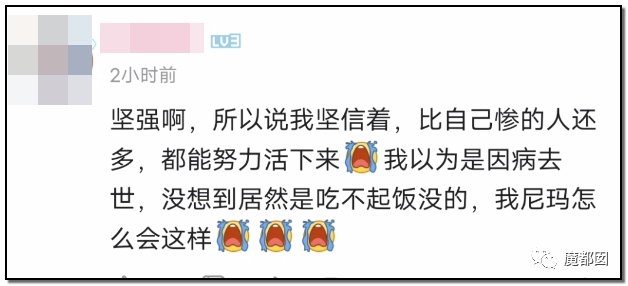 LV3
2小时前
坚强啊，所以说我坚信着，比自己惨的人还
多，都能努力活下来😭我以为是因病去
世，没想到居然是吃不起饭没的，我尼玛怎
么会这样😭😭😭
魔都囡